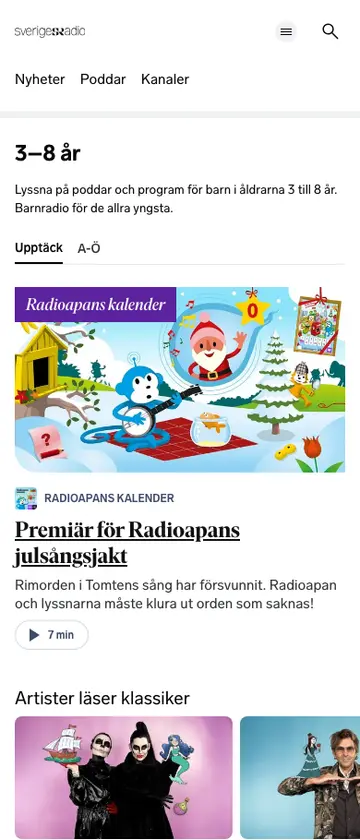 sverigesradio
Nyheter Poddar Kanaler
3–8 år
Lyssna på poddar och program för barn i åldrarna 3 till 8 år.
Barnradio för de allra yngsta.
Upptäck A-Ö
Radioapans kalender
0
?
RADIOAPANS KALENDER
Premiär för Radioapans
julsångsjakt
Rimorden i Tomtens sång har försvunnit. Radioapan
och lyssnarna måste klura ut orden som saknas!
7 min
Artister läser klassiker